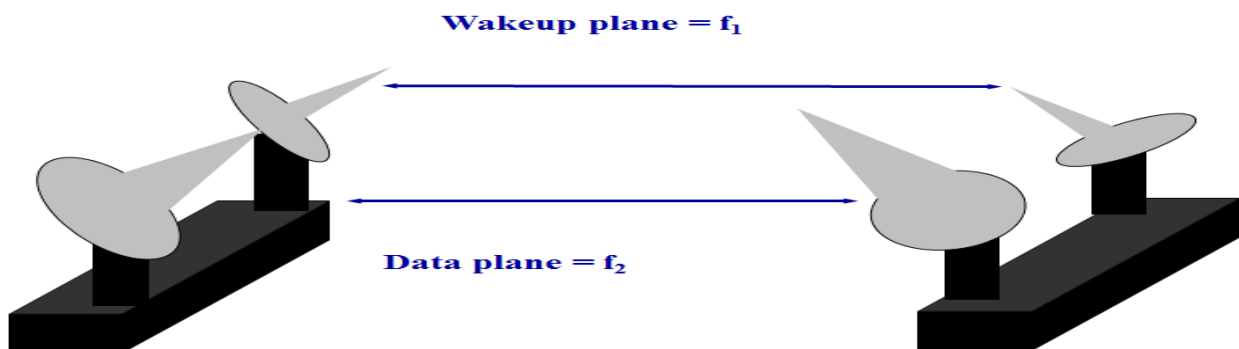 Wakeup plane = f₁
Data plane = f₂